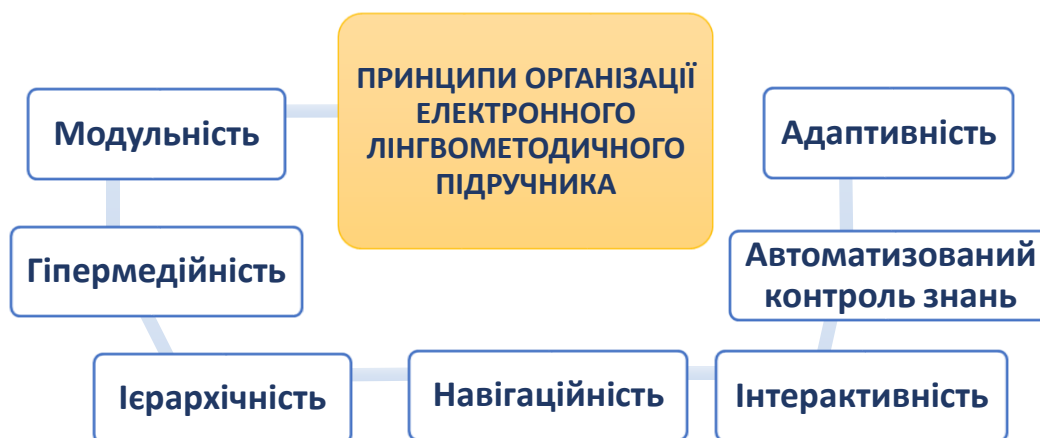 ПРИНЦИПИ ОРГАНІЗАЦІЇ
ЕЛЕКТРОННОГО
ЛІНГВОМЕТОДИЧНОГО
ПІДРУЧНИКА
Модульність
Гіпермедійність
Ієрархічність
Навігаційність
Інтерактивність
Автоматизований
контроль знань
Адаптивність